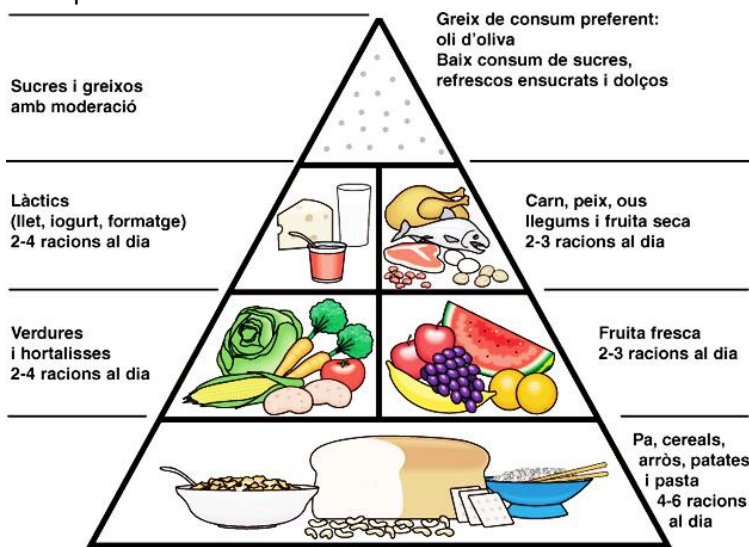 Greix de consum preferent:
oli d'oliva
Baix consum de sucres,
refrescos ensucrats i dolços
Sucres i greixos
amb moderació
Làctics
(llet, iogurt, formatge)
2-4 racions al dia
Carn, peix, ous
llegums i fruita seca
2-3 racions al dia
Verdures
i hortalisses
2-4 racions al dia
Fruita fresca
2-3 racions al dia
Pa, cereals,
arròs, patates
i pasta
4-6 racions
al dia